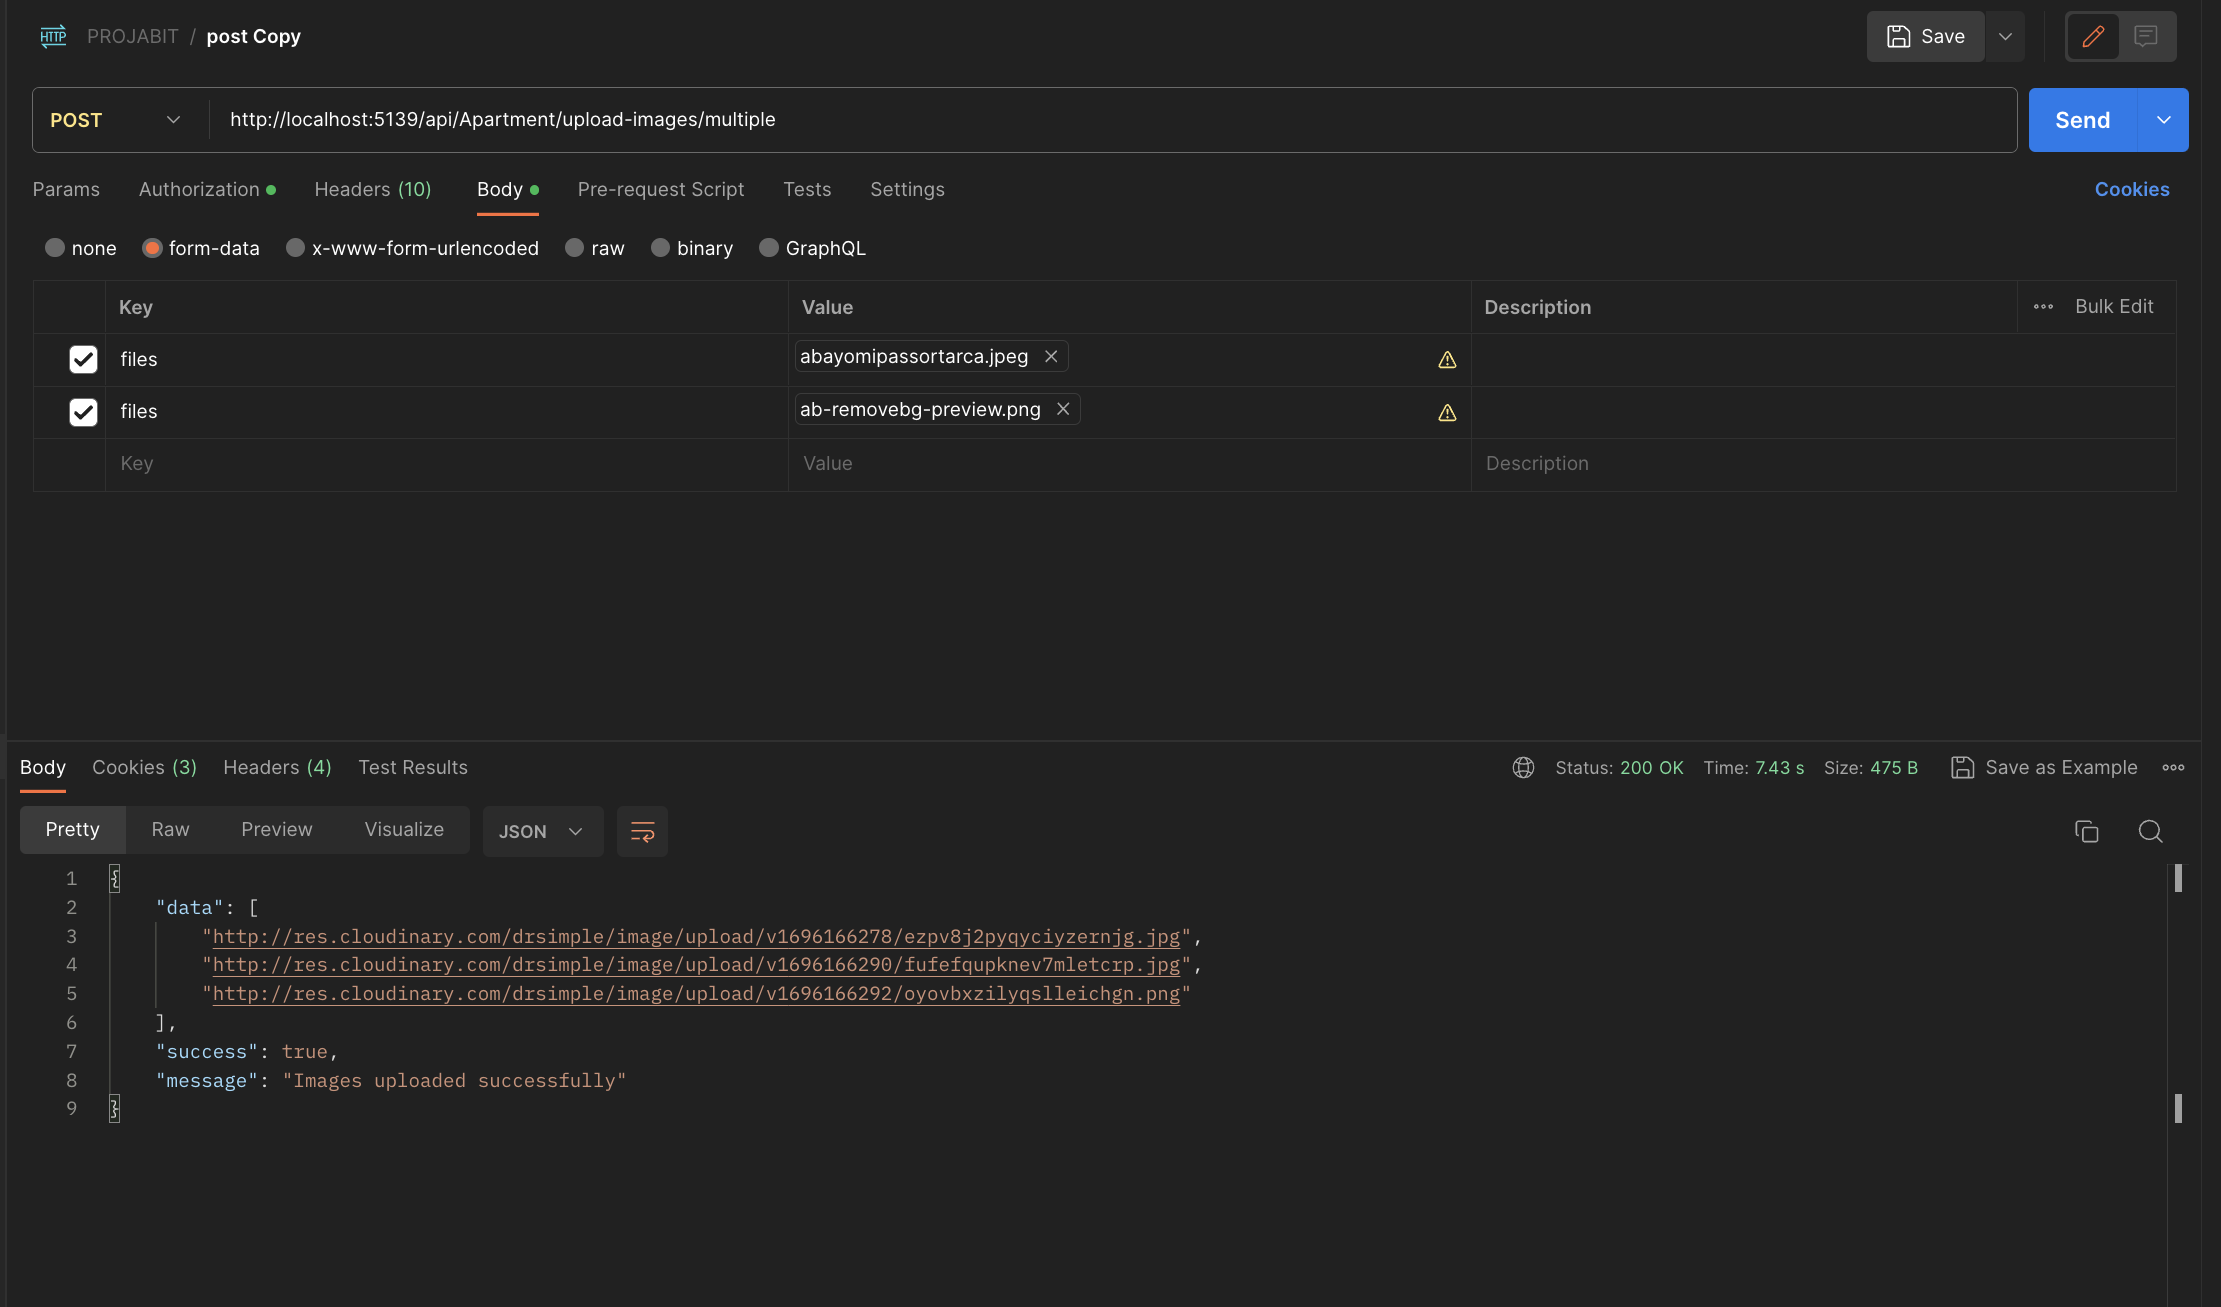 HTTP PROJABIT / post Copy Save
POST http://localhost:5139/api/Apartment/upload-images/multiple Send
Params Authorization Headers (10) Body Pre-request Script Tests Settings Cookies
none form-data x-www-form-urlencoded raw binary GraphQL
Key Value Description Bulk Edit
files abayomipassortarca.jpeg
files ab-removebg-preview.png
Key Value Description
Body Cookies (3) Headers (4) Test Results Status: 200 OK Time: 7.43 s Size: 475 B Save as Example
Pretty Raw Preview Visualize JSON
1 {
2 "data": [
3 "http://res.cloudinary.com/drsimple/image/upload/v1696166278/ezpv8j2pyqyciyzernjg.jpg",
4 "http://res.cloudinary.com/drsimple/image/upload/v1696166290/fufefqupknev7mletcrp.jpg",
5 "http://res.cloudinary.com/drsimple/image/upload/v1696166292/oyovbxzilyqslleichgn.png"
6 ],
7 "success": true,
8 "message": "Images uploaded successfully"
9 }